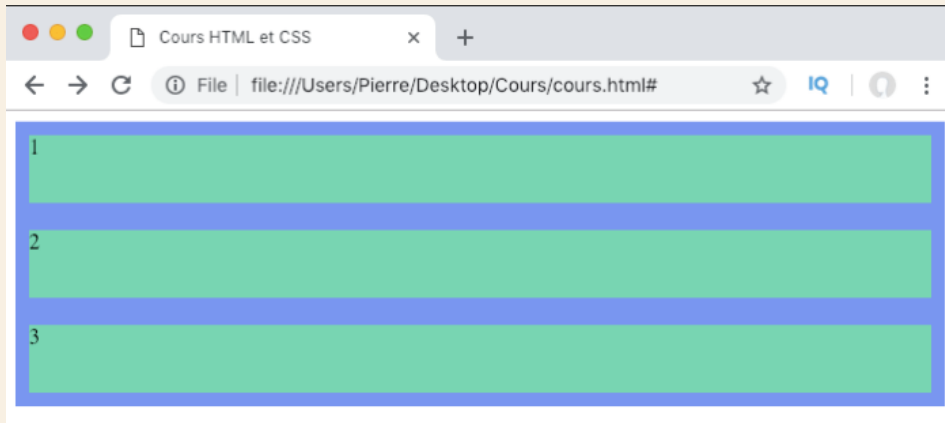 Cours HTML et CSS
File file:///Users/Pierre/Desktop/Cours/cours.html#
IQ
1
2
3